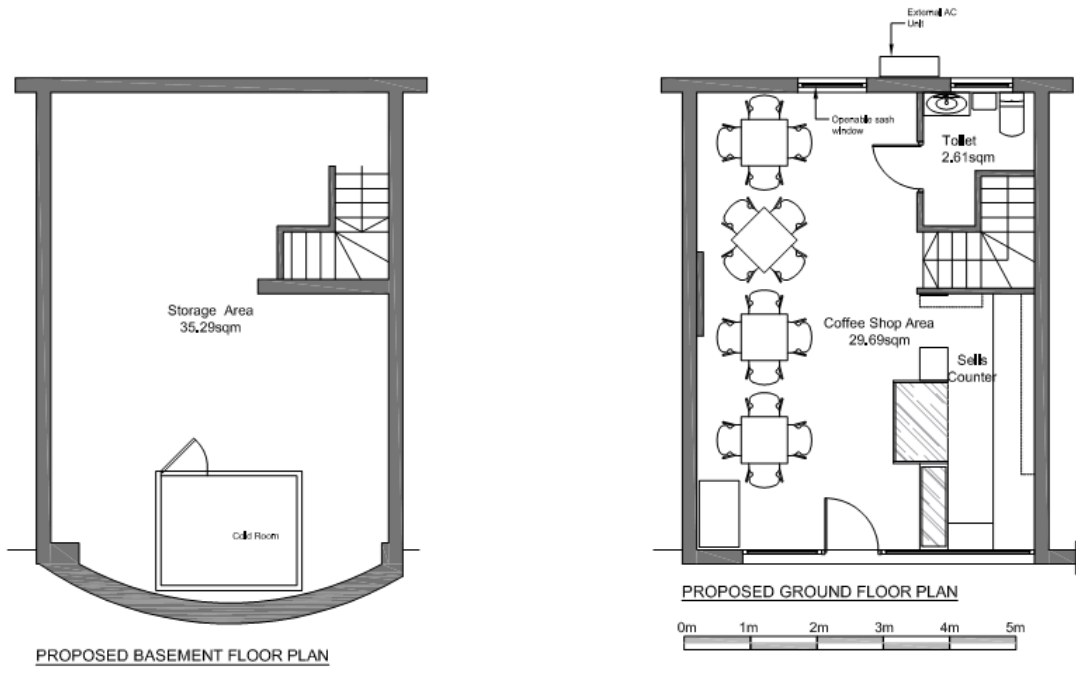 External AC
Unit
Openable sash
window
Toilet
2.61sqm
Storage Area
35.29sqm
Coffee Shop Area
29.69sqm
Sells
Counter
Cold Room
PROPOSED GROUND FLOOR PLAN
0m 1m 2m 3m 4m 5m
PROPOSED BASEMENT FLOOR PLAN